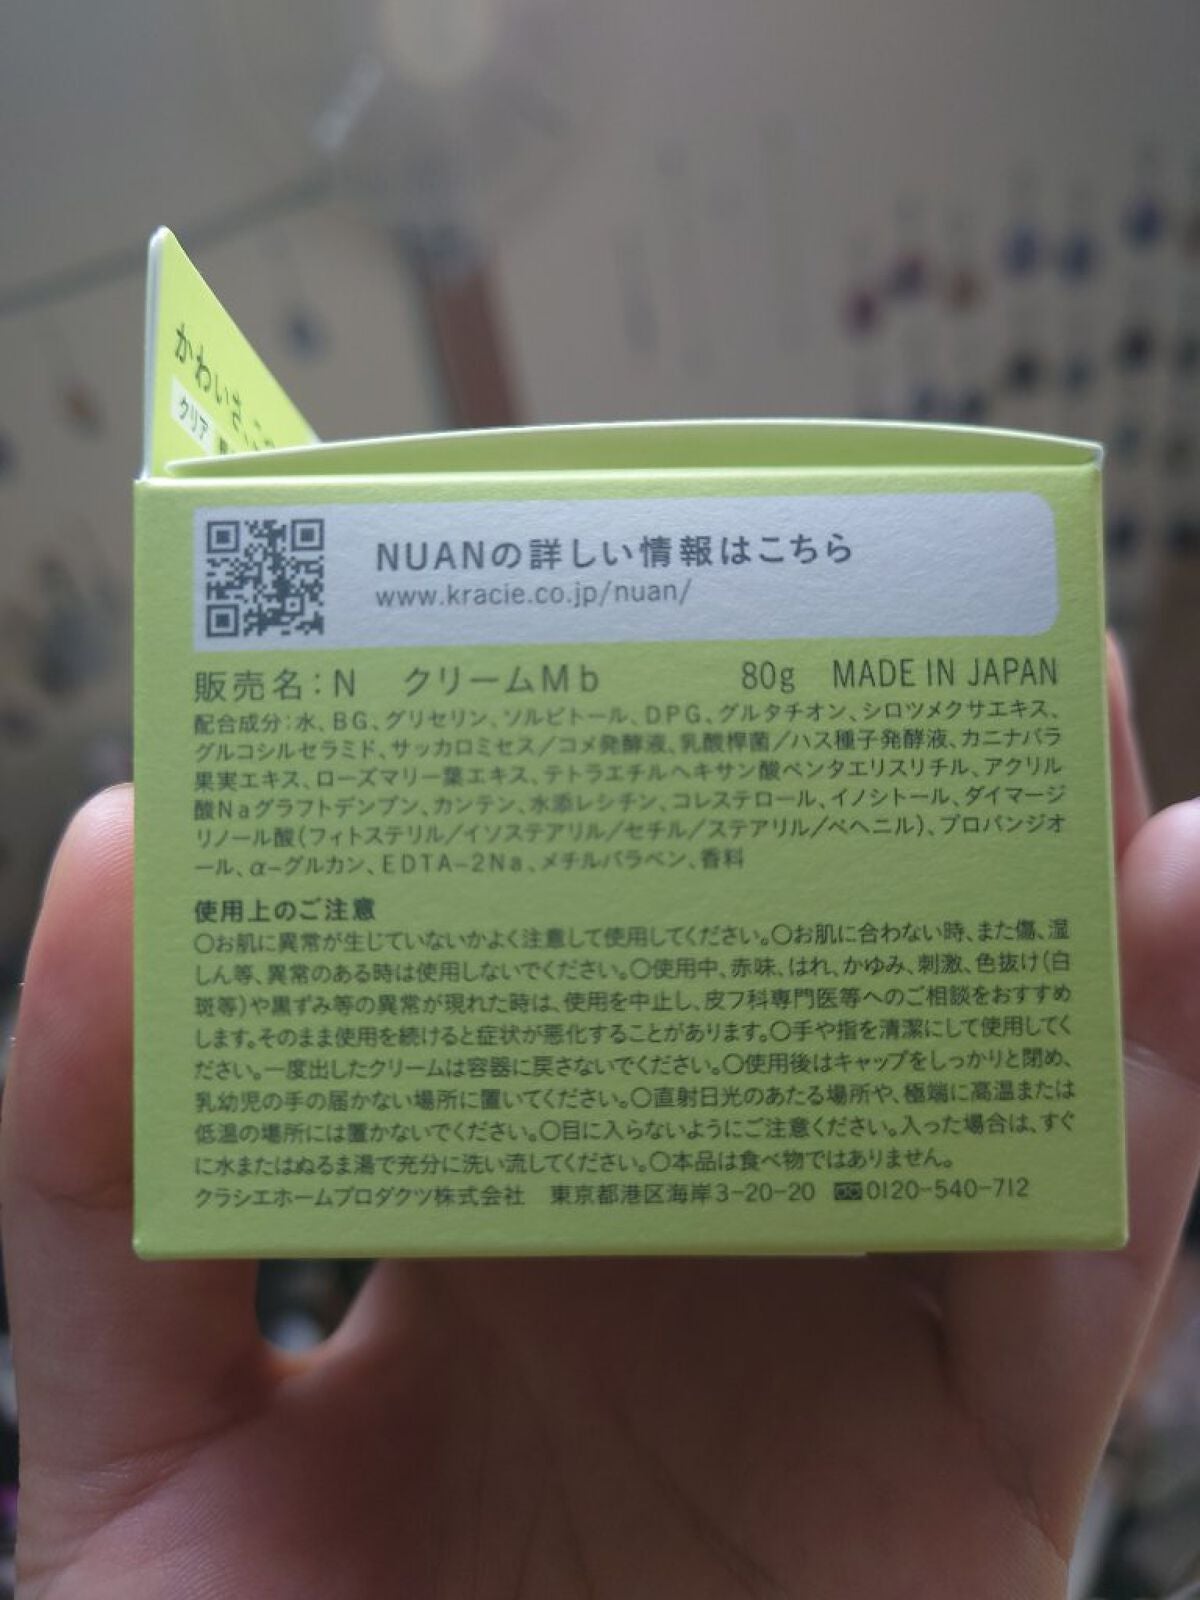 かわいさ、
クリア
NUANの詳しい情報はこちら
www.kracie.co.jp/nuan/
販売名:N クリームMb 80g MADE IN JAPAN
配合成分:水、BG、グリセリン、ソルビトール、DPG、グルタチオン、シロツメクサエキス、
グルコシルセラミド、サッカロミセス/コメ発酵液、乳酸桿菌/ハス種子発酵液、カニナバラ
果実エキス、ローズマリー葉エキス、テトラエチルヘキサン酸ペンタエリスリチル、アクリル
酸Naグラフトデンプン、カンテン、水添レシチン、コレステロール、イノシトール、ダイマージ
リノール酸(フィトステリル/イソステアリル/セチル/ステアリル/ベヘニル)、プロパンジオ
ール、α-グルカン、EDTA-2Na、メチルパラベン、香料
使用上のご注意
○お肌に異常が生じていないかよく注意して使用してください。○お肌に合わない時、また傷、湿
しん等、異常のある時は使用しないでください。○使用中、赤味、はれ、かゆみ、刺激、色抜け(白
斑等)や黒ずみ等の異常が現れた時は、使用を中止し、皮フ科専門医等へのご相談をおすすめ
します。そのまま使用を続けると症状が悪化することがあります。○手や指を清潔にして使用してく
ださい。一度出したクリームは容器に戻さないでください。○使用後はキャップをしっかりと閉め、
乳幼児の手の届かない場所に置いてください。○直射日光のあたる場所や、極端に高温または
低温の場所には置かないでください。○目に入らないようにご注意ください。入った場合は、すぐ
に水またはぬるま湯で充分に洗い流してください。○本品は食べ物ではありません。
クラシエホームプロダクツ株式会社 東京都港区海岸3-20-20 0120-540-712